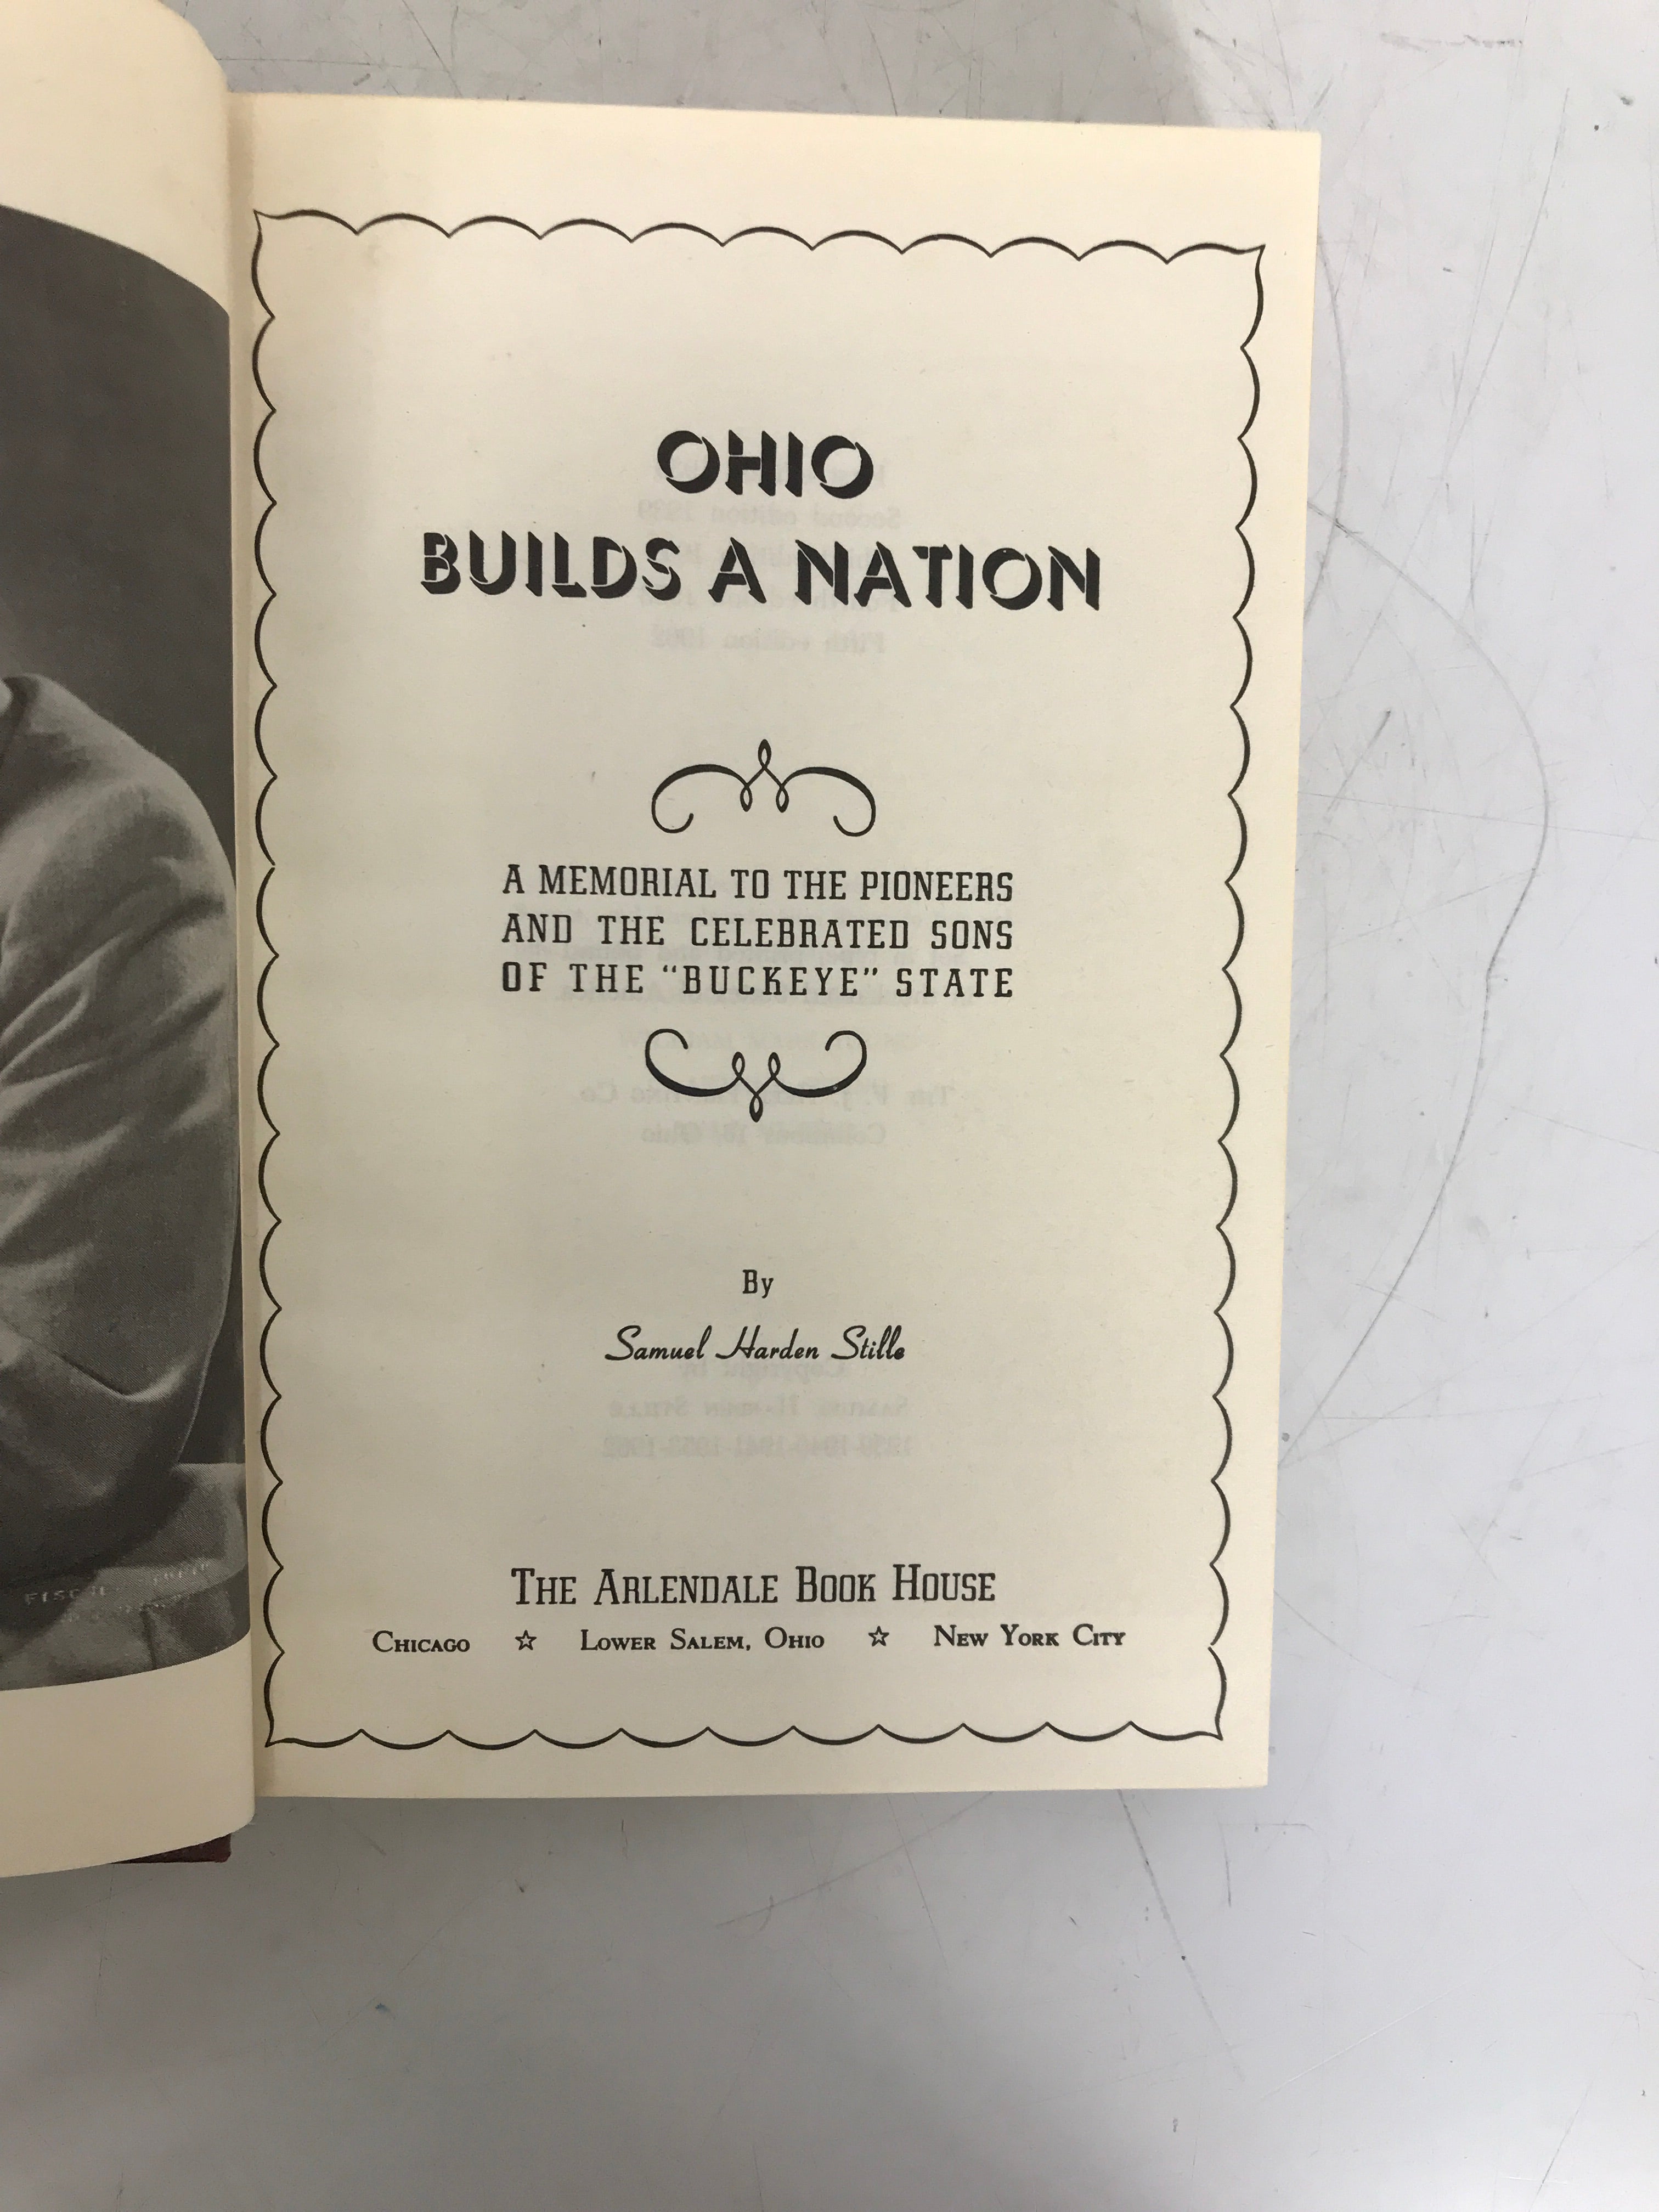 OHIO
BUILDS A NATION
A MEMORIAL TO THE PIONEERS
AND THE CELEBRATED SONS
OF THE “BUCKEYE” STATE
By
Samuel Harden Stille
THE ARLENDALE BOOK HOUSE
CHICAGO ☆ LOWER SALEM, OHIO ☆ NEW YORK CITY